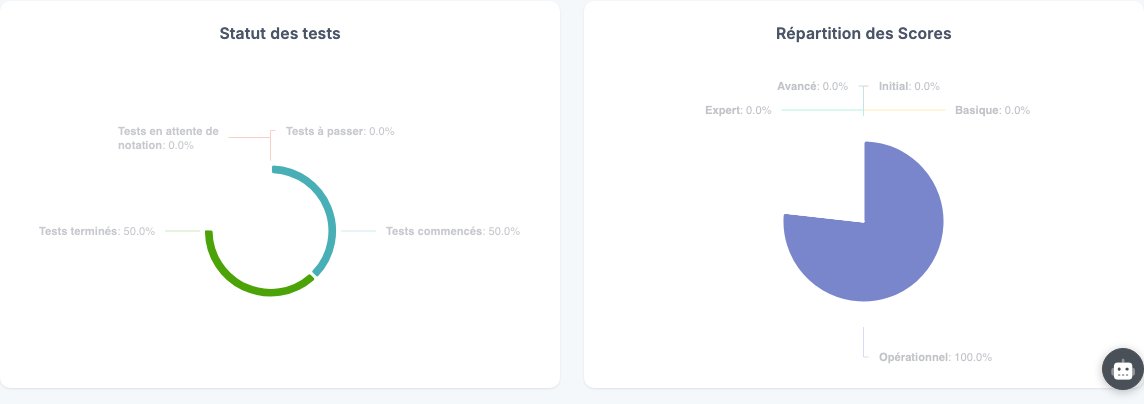 Statut des tests
Tests en attente de
notation: 0.0%
Tests à passer: 0.0%
Tests terminés: 50.0%
Tests commencés: 50.0%
Répartition des Scores
Avancé: 0.0%
Initial: 0.0%
Expert: 0.0%
Basique: 0.0%
Opérationnel: 100.0%